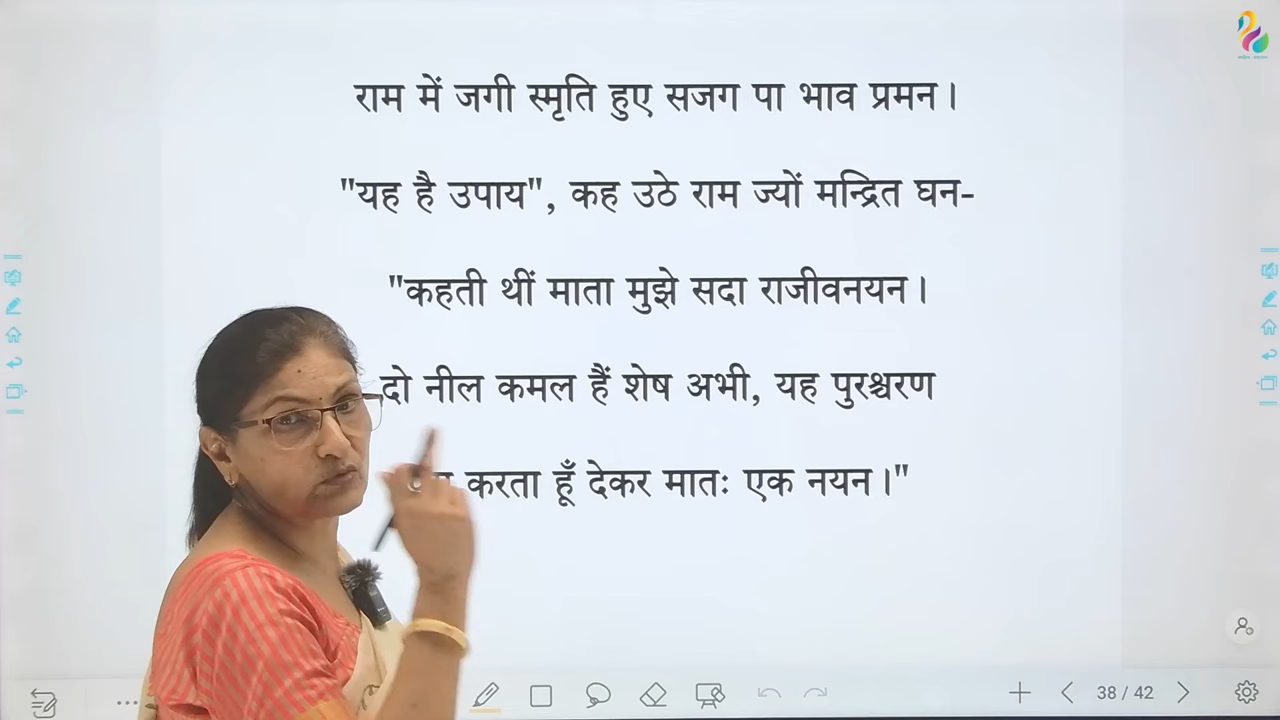 राम में जगी स्मृति हुए सजग पा भाव प्रमन।
"यह है उपाय", कह उठे राम ज्यों मन्द्रित घन-
"कहती थीं माता मुझे सदा राजीवनयन।
दो नील कमल हैं शेष अभी, यह पुरश्चरण
करता हूँ देकर मातः एक नयन।"
38 / 42